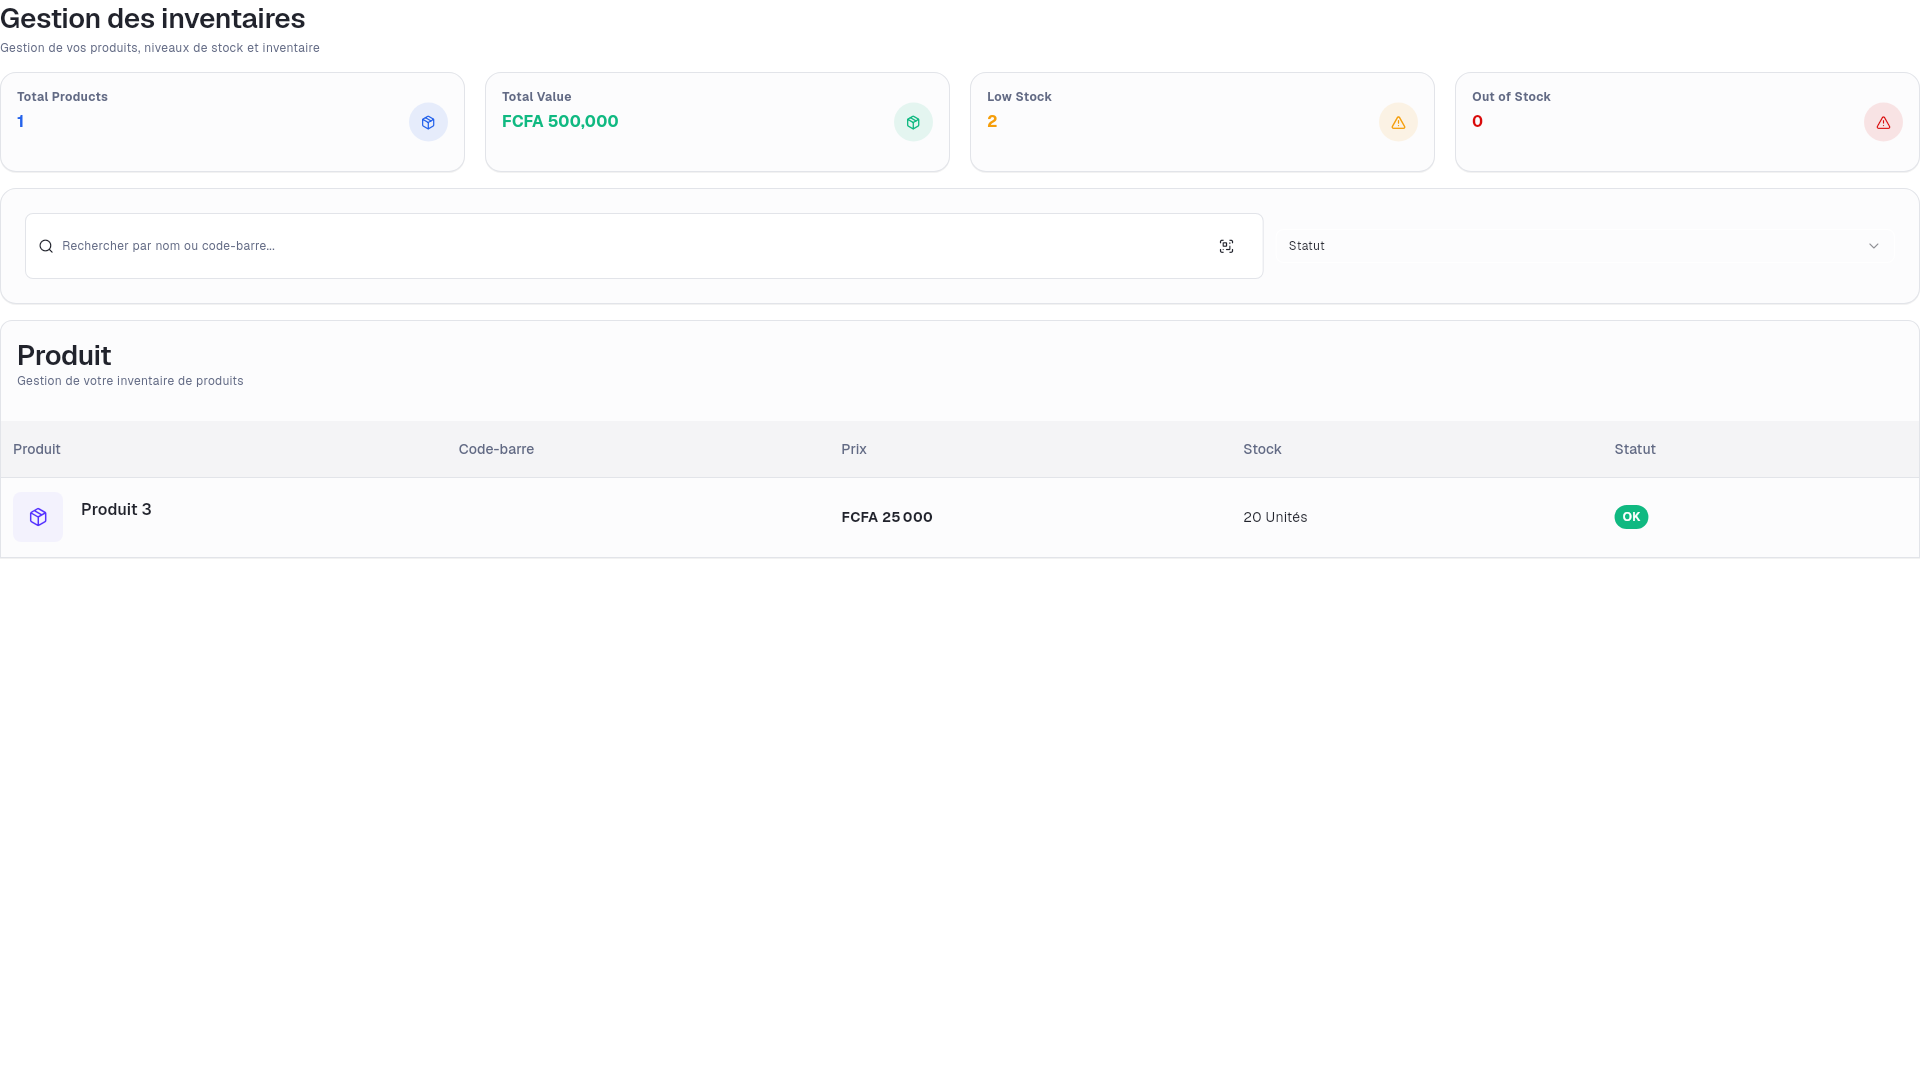 Gestion des inventaires
Gestion de vos produits, niveaux de stock et inventaire
Total Products
1
Total Value
FCFA 500,000
Low Stock
2
Out of Stock
0
Rechercher par nom ou code-barre...
Statut
Produit
Gestion de votre inventaire de produits
Produit Code-barre Prix Stock Statut
Produit 3 FCFA 25 000 20 Unités OK